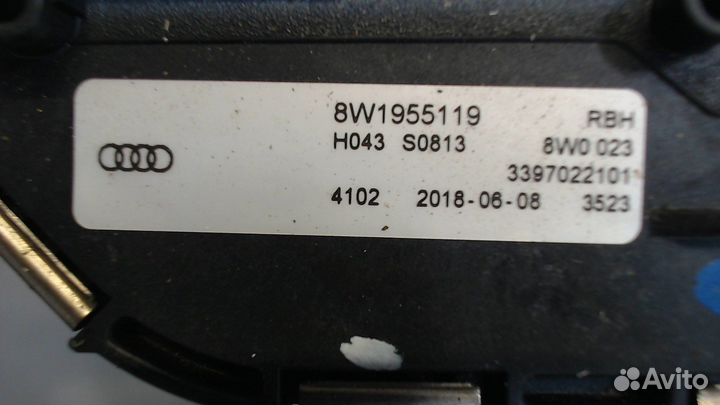 8W1955119 RBH
H043 S0813 8W0 023
3397022101
4102 2018-06-08 3523
Avito